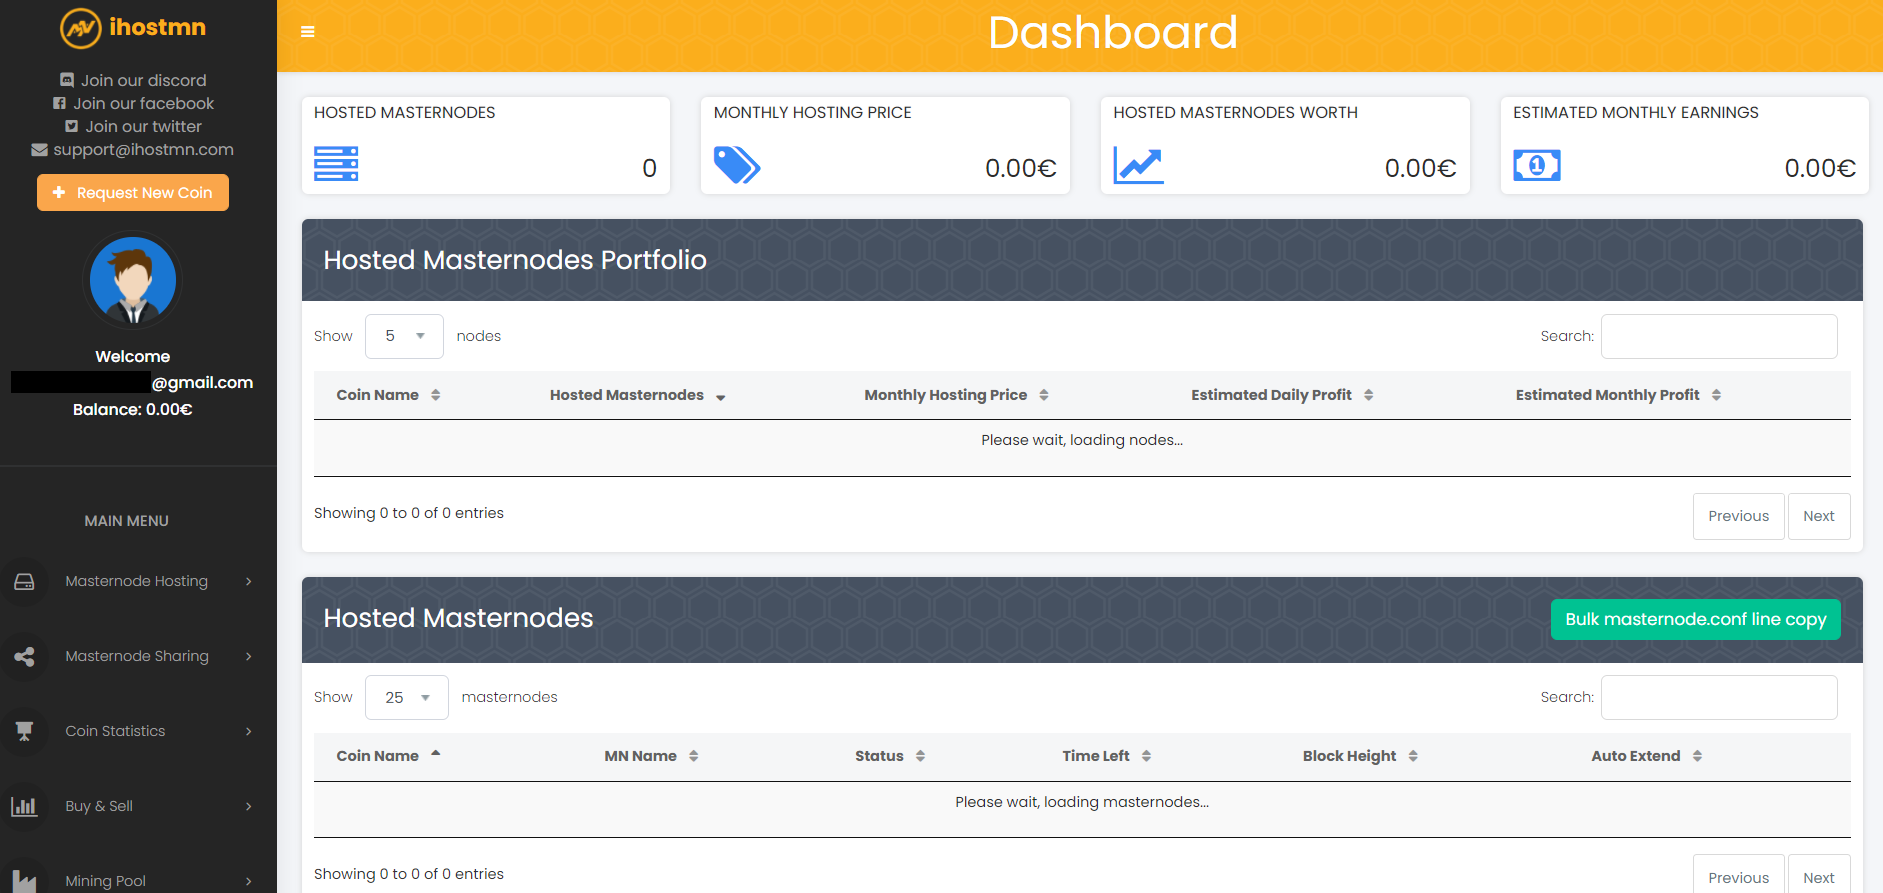 ihostmn
Join our discord
Join our facebook
Join our twitter
support@ihostmn.com
Request New Coin
Welcome
@gmail.com
Balance: 0.00€
MAIN MENU
Masternode Hosting
Masternode Sharing
Coin Statistics
Buy & Sell
Mining Pool
Dashboard
HOSTED MASTERNODES
0
MONTHLY HOSTING PRICE
0.00€
HOSTED MASTERNODES WORTH
0.00€
ESTIMATED MONTHLY EARNINGS
1
0.00€
Hosted Masternodes Portfolio
Show 5 nodes Search:
Coin Name Hosted Masternodes Monthly Hosting Price Estimated Daily Profit Estimated Monthly Profit
Please wait, loading nodes...
Showing 0 to 0 of 0 entries Previous Next
Hosted Masternodes Bulk masternode.conf line copy
Show 25 masternodes Search:
Coin Name MN Name Status Time Left Block Height Auto Extend
Please wait, loading masternodes...
Showing 0 to 0 of 0 entries Previous Next